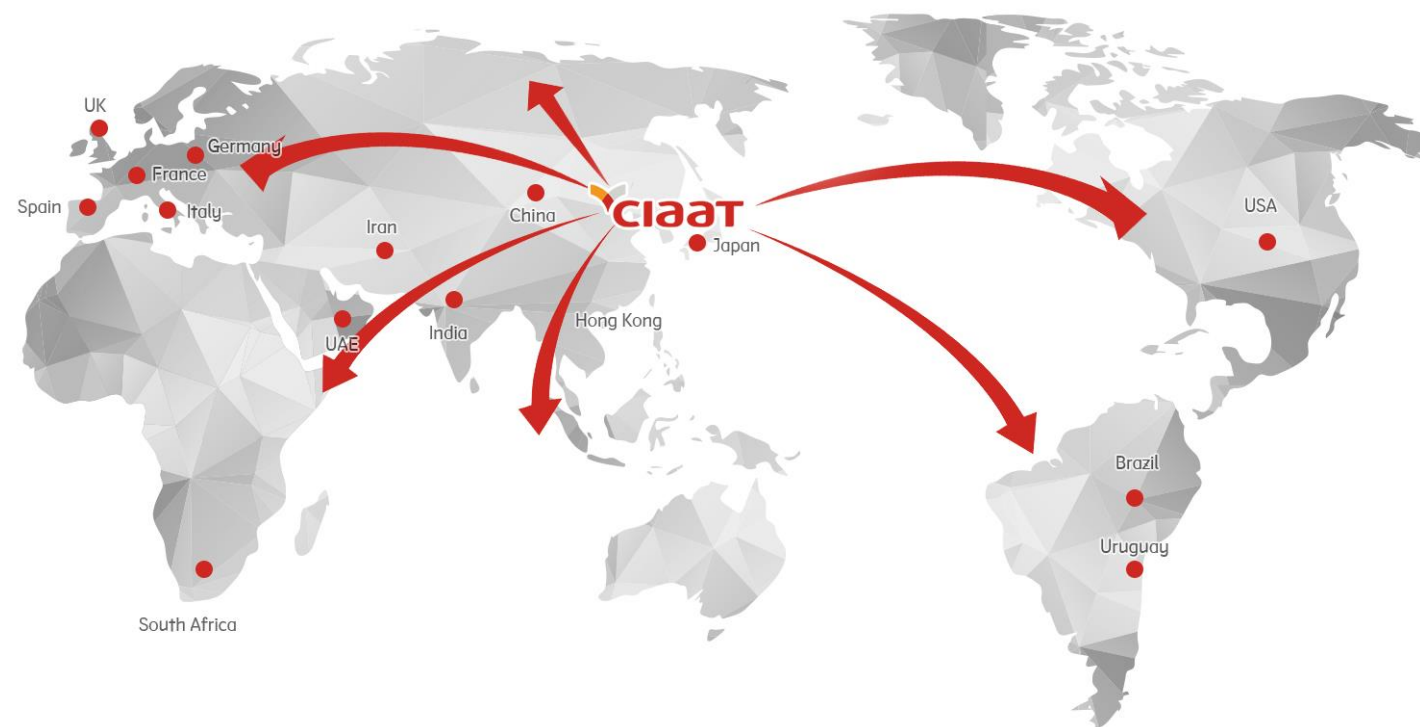 UK
Germany
France
Spain
Italy
Iran
China
CIAAT
Japan
USA
UAE
India
Hong Kong
Brazil
Uruguay
South Africa